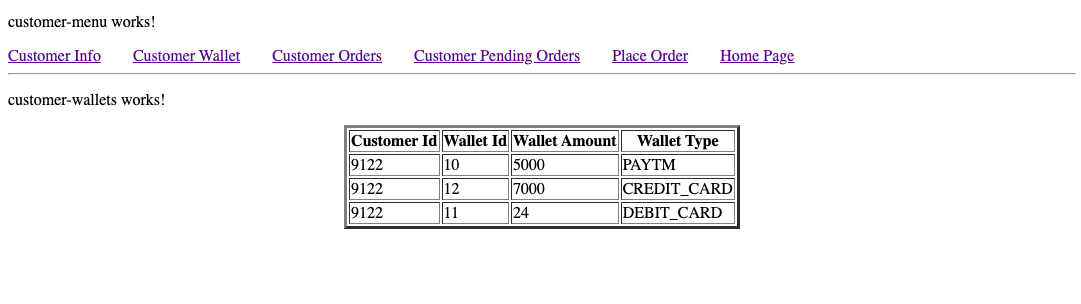 customer-menu works!
Customer Info Customer Wallet Customer Orders Customer Pending Orders Place Order Home Page
customer-wallets works!
Customer Id Wallet Id Wallet Amount Wallet Type
9122 10 5000 PAYTM
9122 12 7000 CREDIT_CARD
9122 11 24 DEBIT_CARD